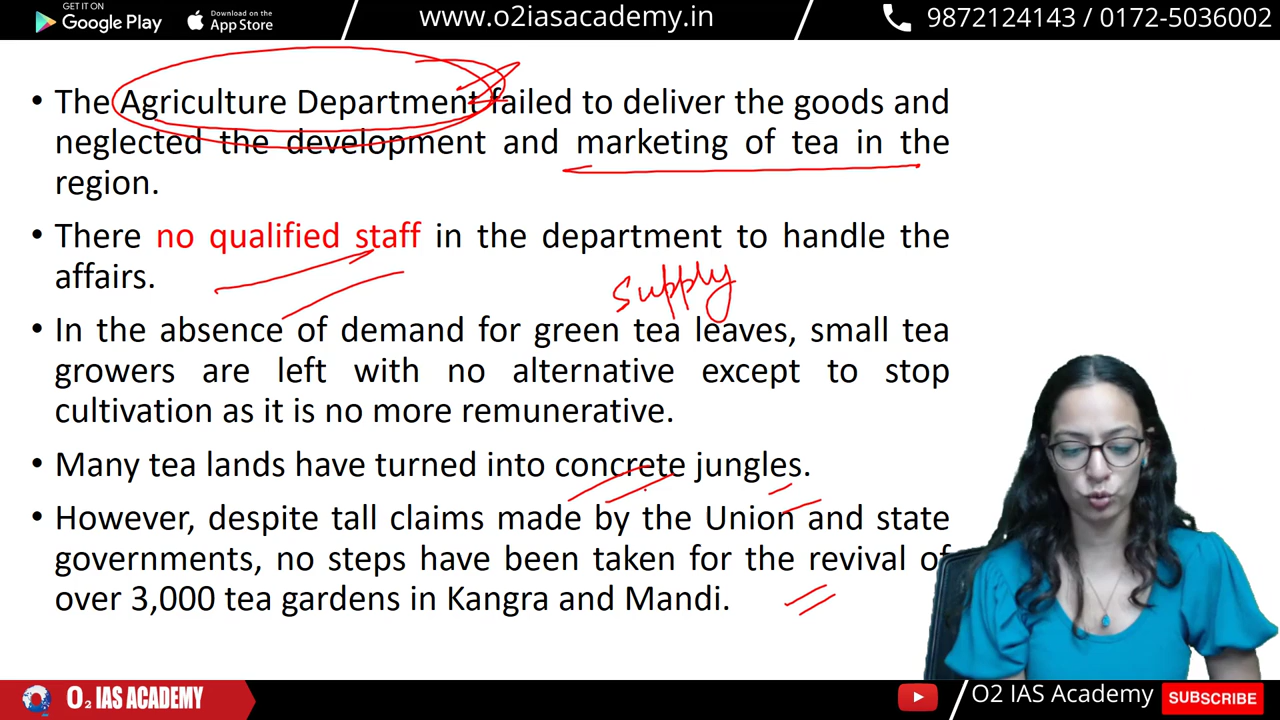 GET IT ON
Google Play
Download on the
App Store
www.o2iasacademy.in
9872124143 / 0172-5036002
• The Agriculture Department failed to deliver the goods and
neglected the development and marketing of tea in the
region.
• There no qualified staff in the department to handle the
affairs.
supply
• In the absence of demand for green tea leaves, small tea
growers are left with no alternative except to stop
cultivation as it is no more remunerative.
• Many tea lands have turned into concrete jungles.
• However, despite tall claims made by the Union and state
governments, no steps have been taken for the revival of
over 3,000 tea gardens in Kangra and Mandi.
O2 IAS ACADEMY
O2 IAS Academy
SUBSCRIBE